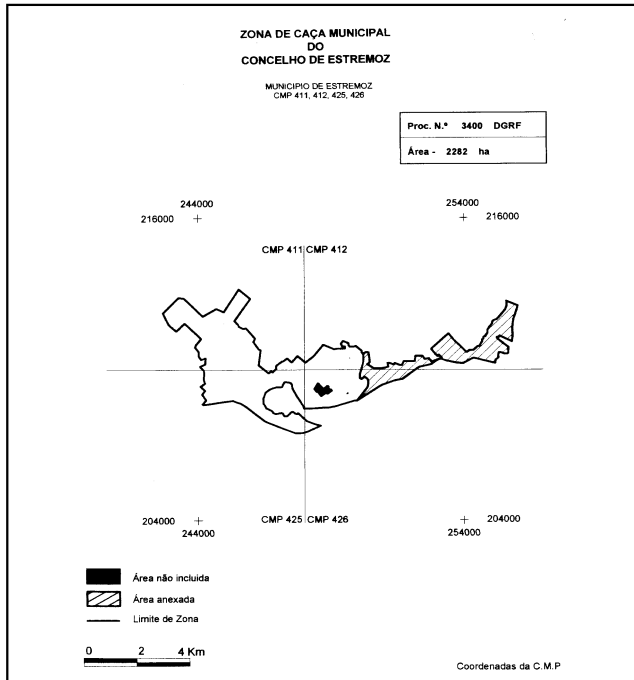 ZONA DE CAÇA MUNICIPAL
DO
CONCELHO DE ESTREMOZ
MUNICIPIO DE ESTREMOZ
CMP 411, 412, 425, 426
Proc. N.º 3400 DGRF
Área - 2282 ha
244000
216000
254000
216000
CMP 411 CMP 412
204000
244000
CMP 425 CMP 426
204000
254000
Área não incluida
Área anexada
Limite de Zona
0 2 4 Km
Coordenadas da C.M.P